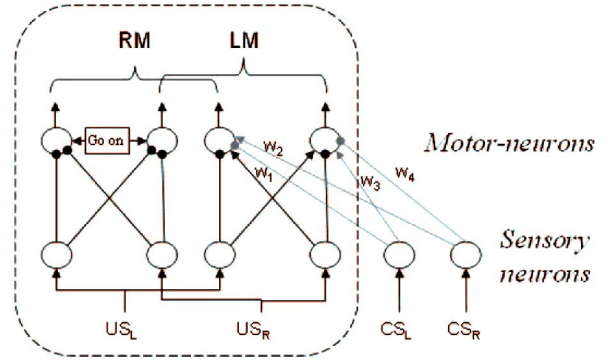 RM LM
Go on
W2
W1
W3
W4
Motor-neurons
Sensory
neurons
USL USR CSL CSR